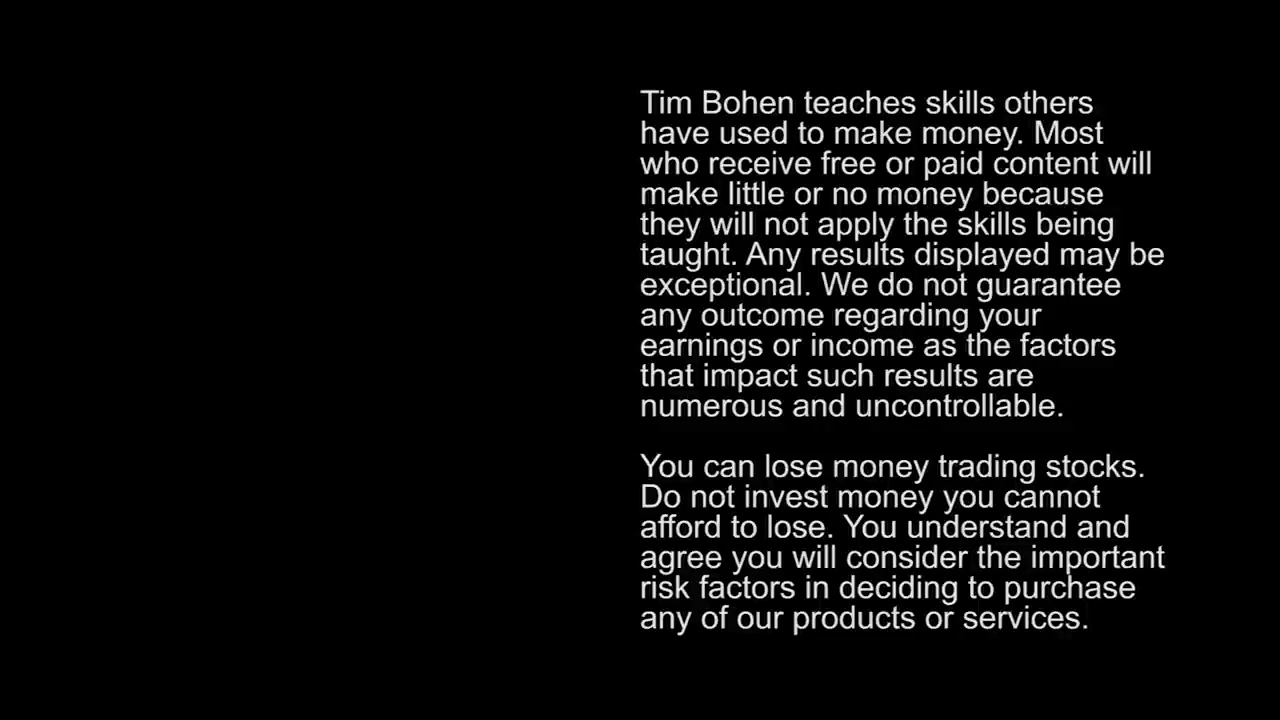 Tim Bohen teaches skills others
have used to make money. Most
who receive free or paid content will
make little or no money because
they will not apply the skills being
taught. Any results displayed may be
exceptional. We do not guarantee
any outcome regarding your
earnings or income as the factors
that impact such results are
numerous and uncontrollable.
You can lose money trading stocks.
Do not invest money you cannot
afford to lose. You understand and
agree you will consider the important
risk factors in deciding to purchase
any of our products or services.